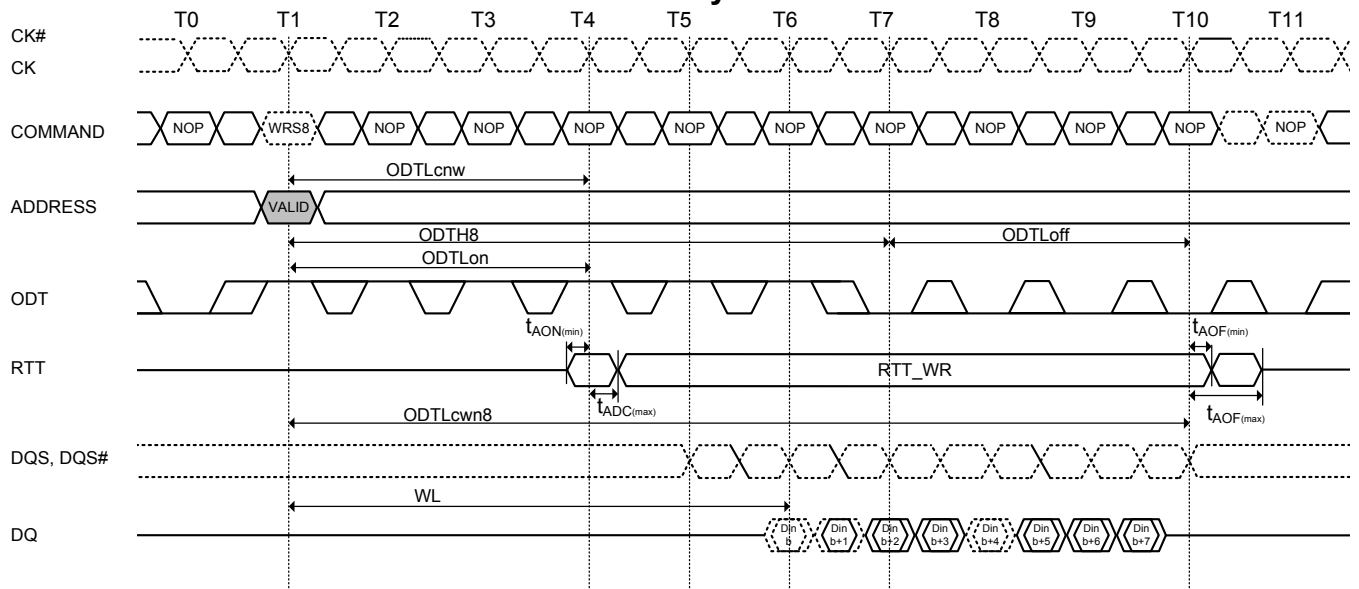 T0 T1 T2 T3 T4 T5 T6 T7 T8 T9 T10 T11
CK#
CK
COMMAND NOP WRS8 NOP NOP NOP NOP NOP NOP NOP NOP NOP NOP
ODTLcnw
ADDRESS VALID
ODTH8 ODTLoff
ODTLon
ODT
tAON(min) tAOF(min)
RTT RTT_WR
tADC(max) tAOF(max)
ODTLcwn8
DQS, DQS#
WL
DQ Din b Din b+1 Din b+2 Din b+3 Din b+4 Din b+5 Din b+6 Din b+7